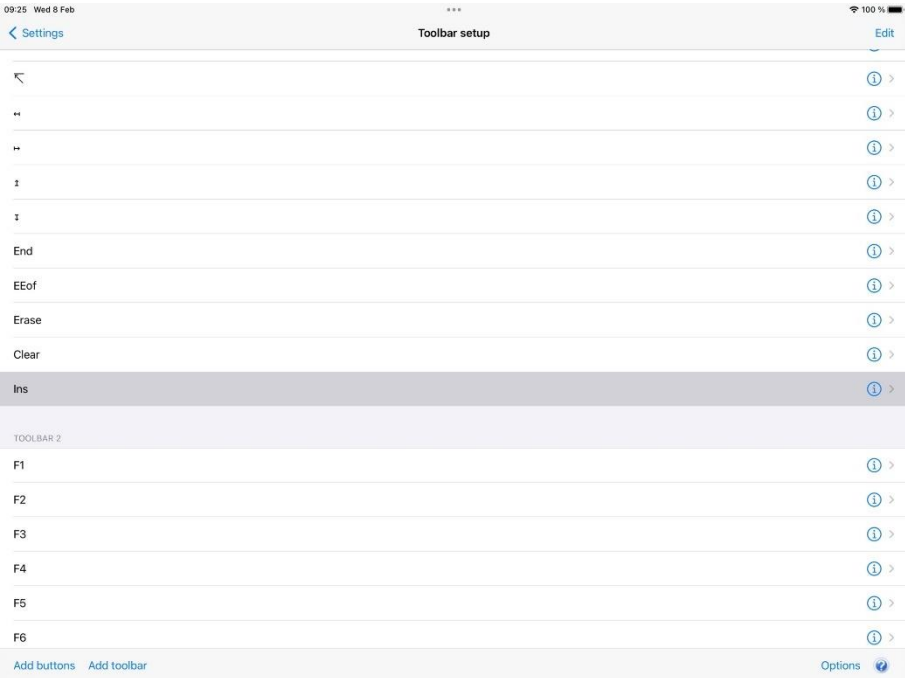 09:25 Wed 8 Feb
100 %
Settings
Toolbar setup
Edit
↖
↤
↦
↥
↧
End
EEof
Erase
Clear
Ins
TOOLBAR 2
F1
F2
F3
F4
F5
F6
Add buttons Add toolbar
Options ?